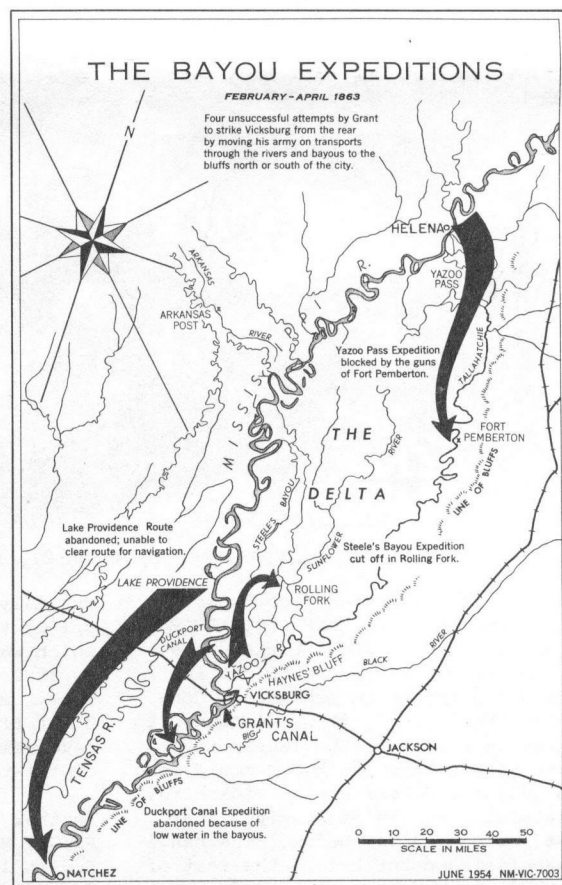 THE BAYOU EXPEDITIONS
FEBRUARY–APRIL 1863
Four unsuccessful attempts by Grant
to strike Vicksburg from the rear
by moving his army on transports
through the rivers and bayous to the
bluffs north or south of the city.
N
HELENA
YAZOO
PASS
ARKANSAS
ARKANSAS
POST
RIVER
MISSISSIPPI R.
Yazoo Pass Expedition
blocked by the guns
of Fort Pemberton.
TALLAHATCHIE
FORT
PEMBERTON
LINE OF BLUFFS
THE
DELTA
RIVER
SUNFLOWER
STEELE'S BAYOU
Lake Providence Route
abandoned; unable to
clear route for navigation.
Steele's Bayou Expedition
cut off in Rolling Fork.
LAKE PROVIDENCE
ROLLING
FORK
DUCKPORT
CANAL
YAZOO R.
HAYNES' BLUFF
BIG BLACK RIVER
VICKSBURG
GRANT'S
CANAL
JACKSON
TENSAS R.
LINE OF BLUFFS
Duckport Canal Expedition
abandoned because of
low water in the bayous.
NATCHEZ
0 10 20 30 40 50
SCALE IN MILES
JUNE 1954 NM-VIC-7003